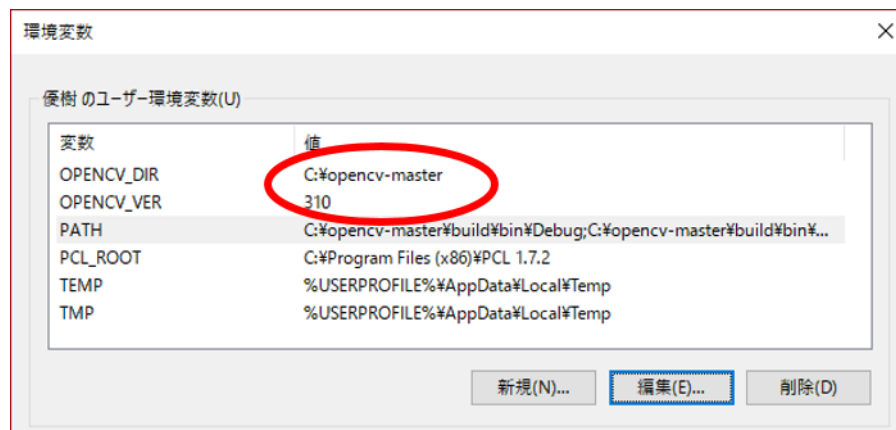 環境変数
優樹 のユーザー環境変数(U)
変数 値
OPENCV_DIR C:¥opencv-master
OPENCV_VER 310
PATH C:¥opencv-master¥build¥bin¥Debug;C:¥opencv-master¥build¥bin¥...
PCL_ROOT C:¥Program Files (x86)¥PCL 1.7.2
TEMP %USERPROFILE%¥AppData¥Local¥Temp
TMP %USERPROFILE%¥AppData¥Local¥Temp
新規(N)... 編集(E)... 削除(D)